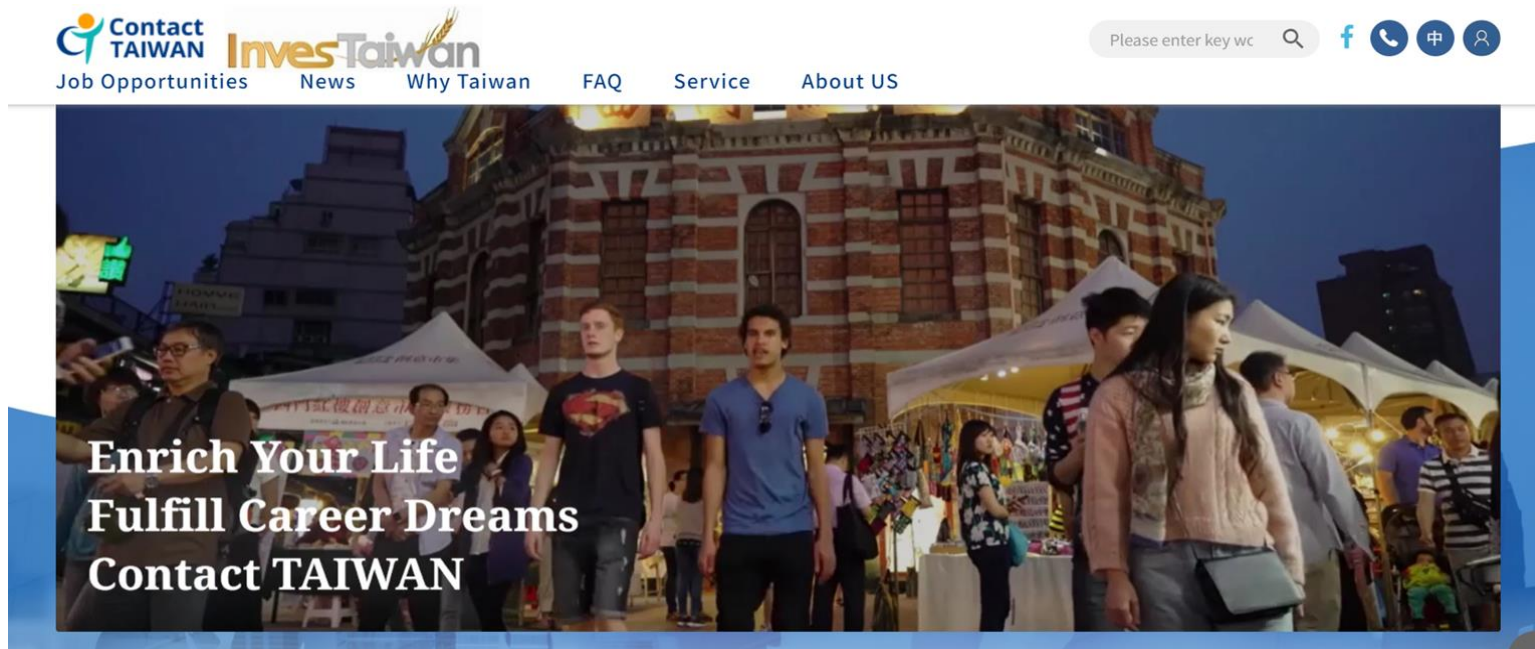 Contact
TAIWAN
InvesTaiwan
Please enter key wc
f
中
Job Opportunities
News
Why Taiwan
FAQ
Service
About US
Enrich Your Life
Fulfill Career Dreams
Contact TAIWAN